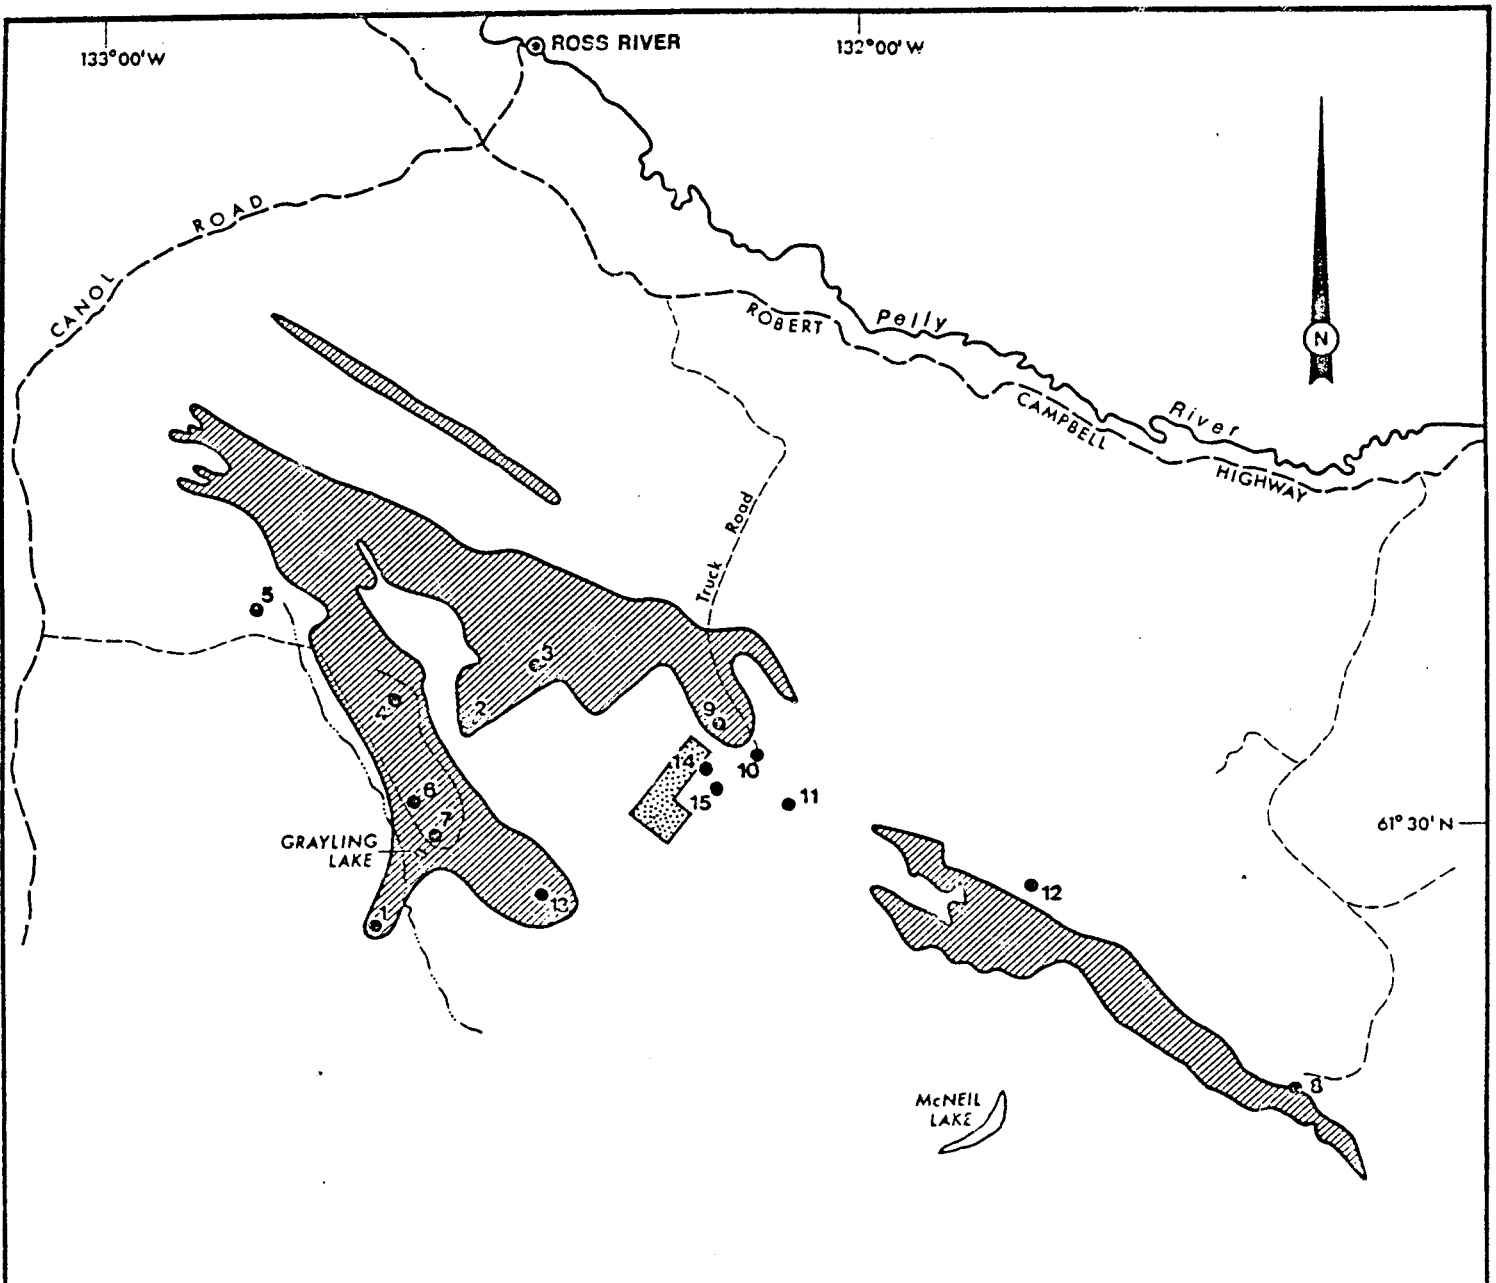 133°00'W
ROSS RIVER
132°00'W
CANOL ROAD
N
ROBERT
Pelly
CAMPBELL
River
HIGHWAY
Truck Road
5
3
4
2
9
14
10
15
11
6
7
61°30'N
GRAYLING
LAKE
12
13
1
8
McNEIL
LAKE